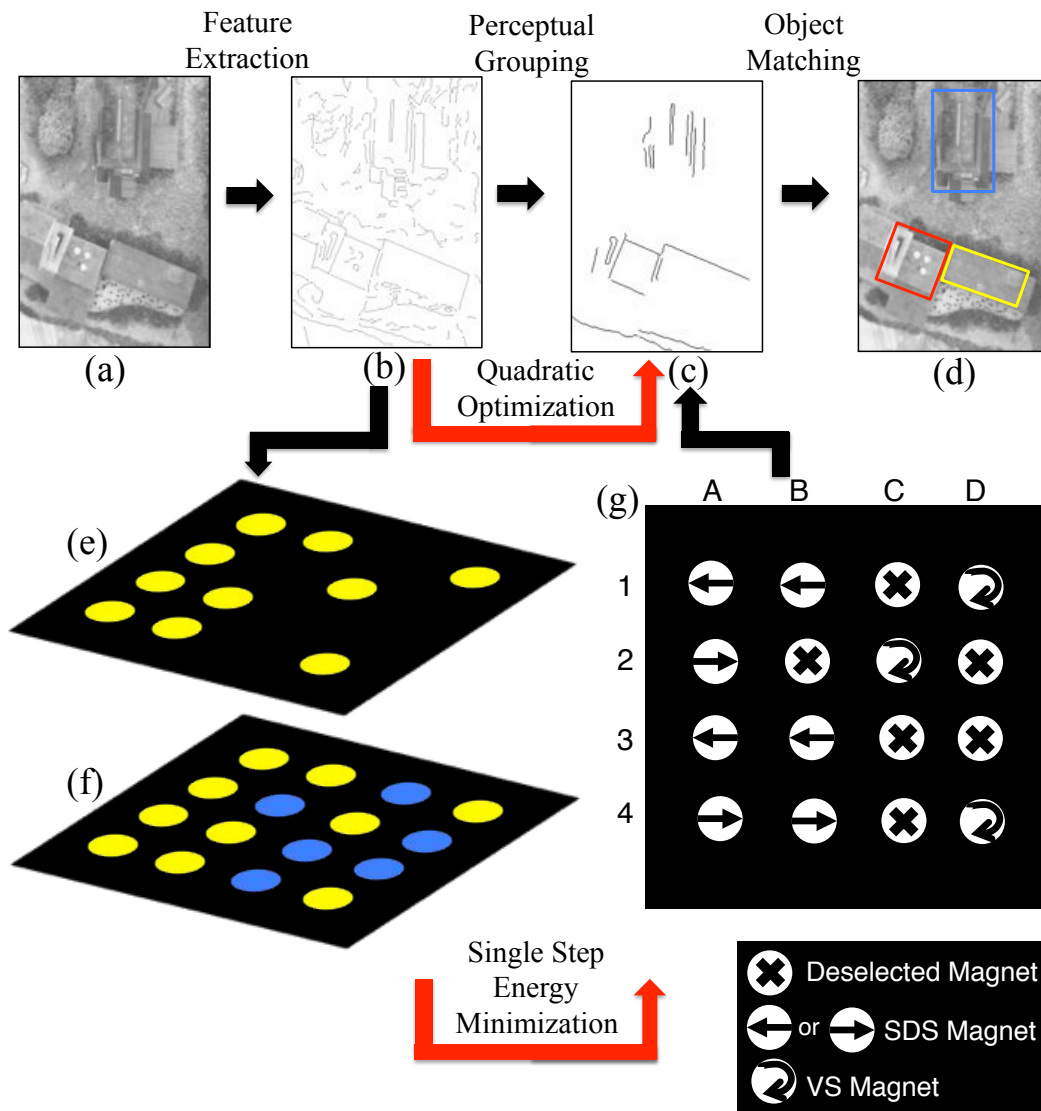 Feature
Extraction
Perceptual
Grouping
Object
Matching
(a)
(b)
(c)
(d)
Quadratic
Optimization
(e)
(g)
A B C D
1
2
3
4
(f)
Single Step
Energy
Minimization
Deselected Magnet
or SDS Magnet
VS Magnet